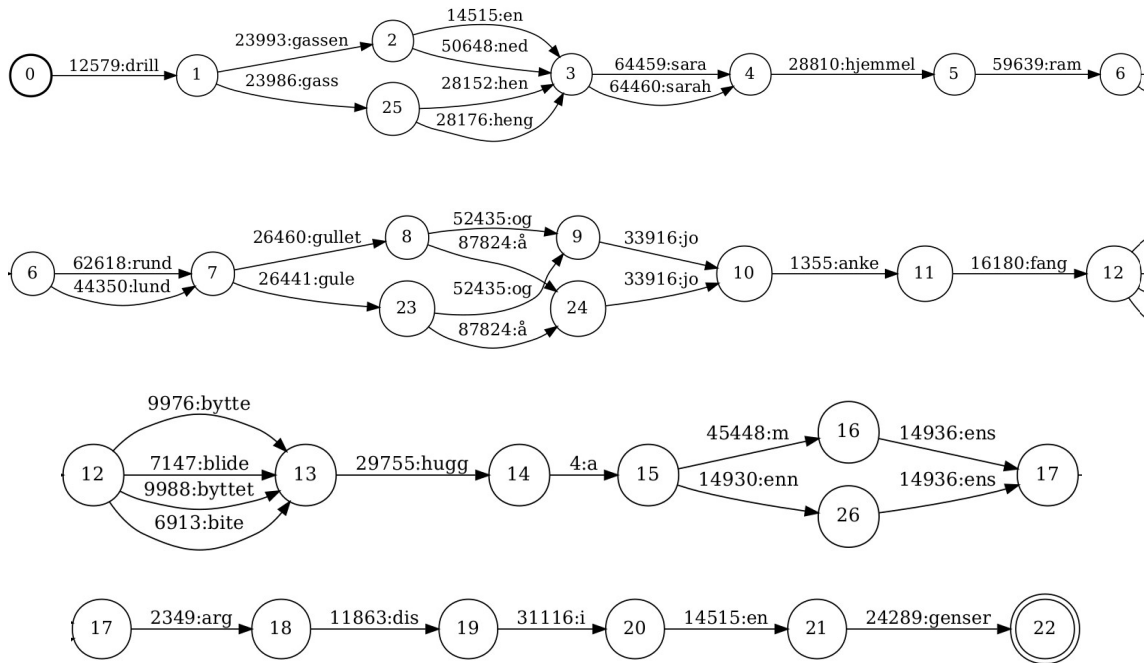 0 12579:drill 1 23993:gassen 2 14515:en 50648:ned 3 64459:sara 4 28810:hjemmel 5 59639:ram 6
23986:gass 25 28152:hen 28176:heng 64460:sarah
6 62618:rund 7 26460:gullet 8 52435:og 9 33916:jo 10 1355:anke 11 16180:fang 12
44350:lund 26441:gule 23 87824:å 52435:og 87824:å 24 33916:jo
12 9976:bytte 13 29755:hugg 14 4:a 15 45448:m 16 14936:ens 17
7147:blide
9988:byttet 14930:enn 26 14936:ens
6913:bite
17 2349:arg 18 11863:dis 19 31116:i 20 14515:en 21 24289:genser 22